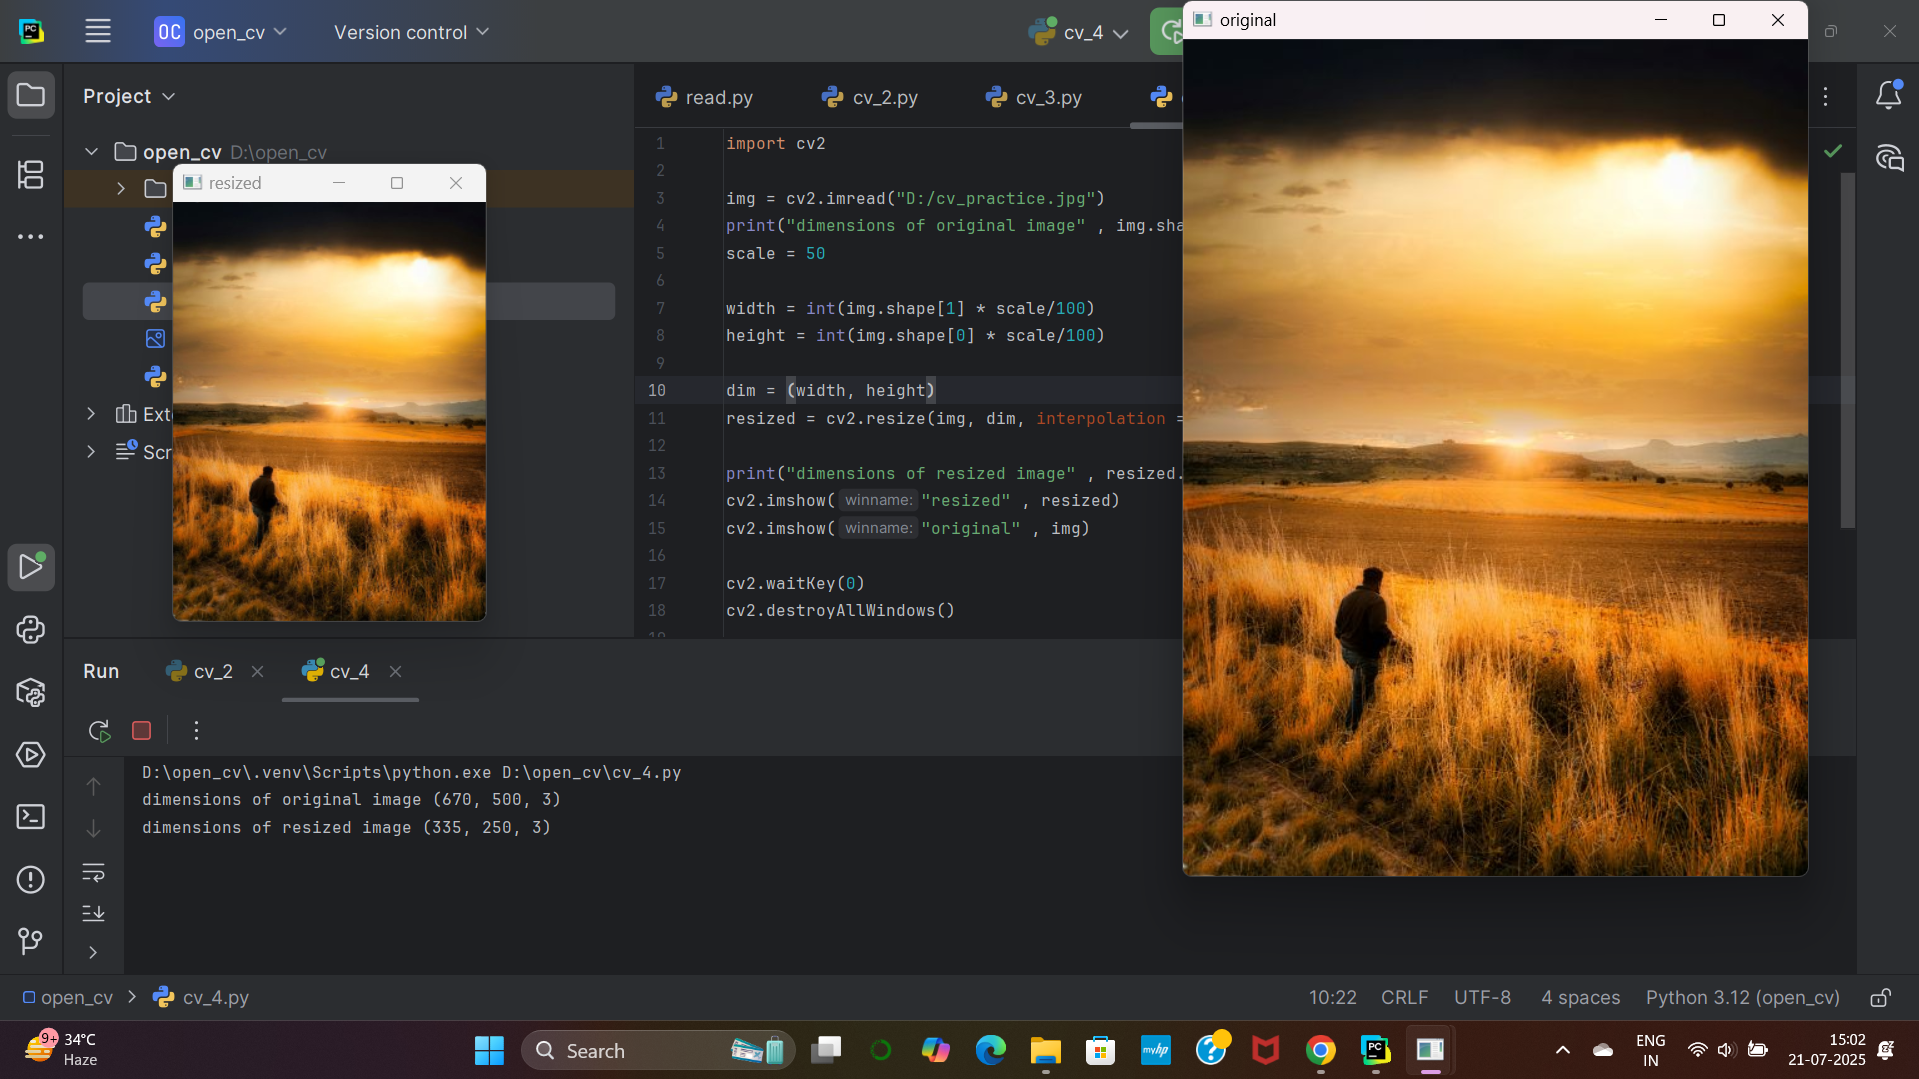 PC
OC open_cv
Version control
cv_4
original
Project
read.py
cv_2.py
cv_3.py
open_cv D:\open_cv
resized
1 import cv2
2
3 img = cv2.imread("D:/cv_practice.jpg")
4 print("dimensions of original image" , img.sha
5 scale = 50
6
7 width = int(img.shape[1] * scale/100)
8 height = int(img.shape[0] * scale/100)
9
10 dim = (width, height)
11 resized = cv2.resize(img, dim, interpolation =
12
13 print("dimensions of resized image" , resized.
14 cv2.imshow( winname: "resized" , resized)
15 cv2.imshow( winname: "original" , img)
16
17 cv2.waitKey(0)
18 cv2.destroyAllWindows()
Ext
Scr
Run
cv_2
cv_4
D:\open_cv\.venv\Scripts\python.exe D:\open_cv\cv_4.py
dimensions of original image (670, 500, 3)
dimensions of resized image (335, 250, 3)
open_cv > cv_4.py
10:22 CRLF UTF-8 4 spaces Python 3.12 (open_cv)
9+
34°C
Haze
Search
myhp
PC
ENG
IN
15:02
21-07-2025